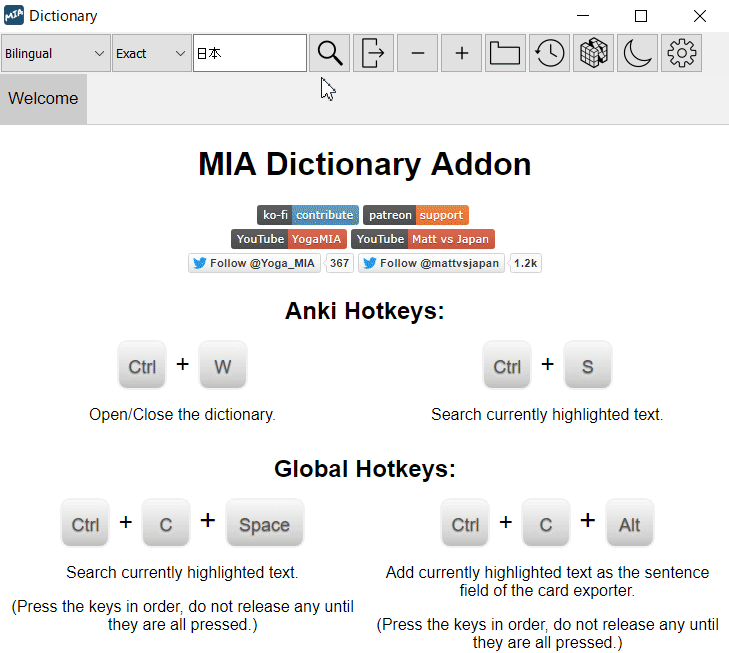 MIA Dictionary
Bilingual Exact 日本
Welcome
MIA Dictionary Addon
ko-fi contribute patreon support
YouTube YogaMIA YouTube Matt vs Japan
Follow @Yoga_MIA 367 Follow @mattvsjapan 1.2k
Anki Hotkeys:
Ctrl + W Ctrl + S
Open/Close the dictionary. Search currently highlighted text.
Global Hotkeys:
Ctrl + C + Space Ctrl + C + Alt
Search currently highlighted text.
(Press the keys in order, do not release any until
they are all pressed.)
Add currently highlighted text as the sentence
field of the card exporter.
(Press the keys in order, do not release any until
they are all pressed.)